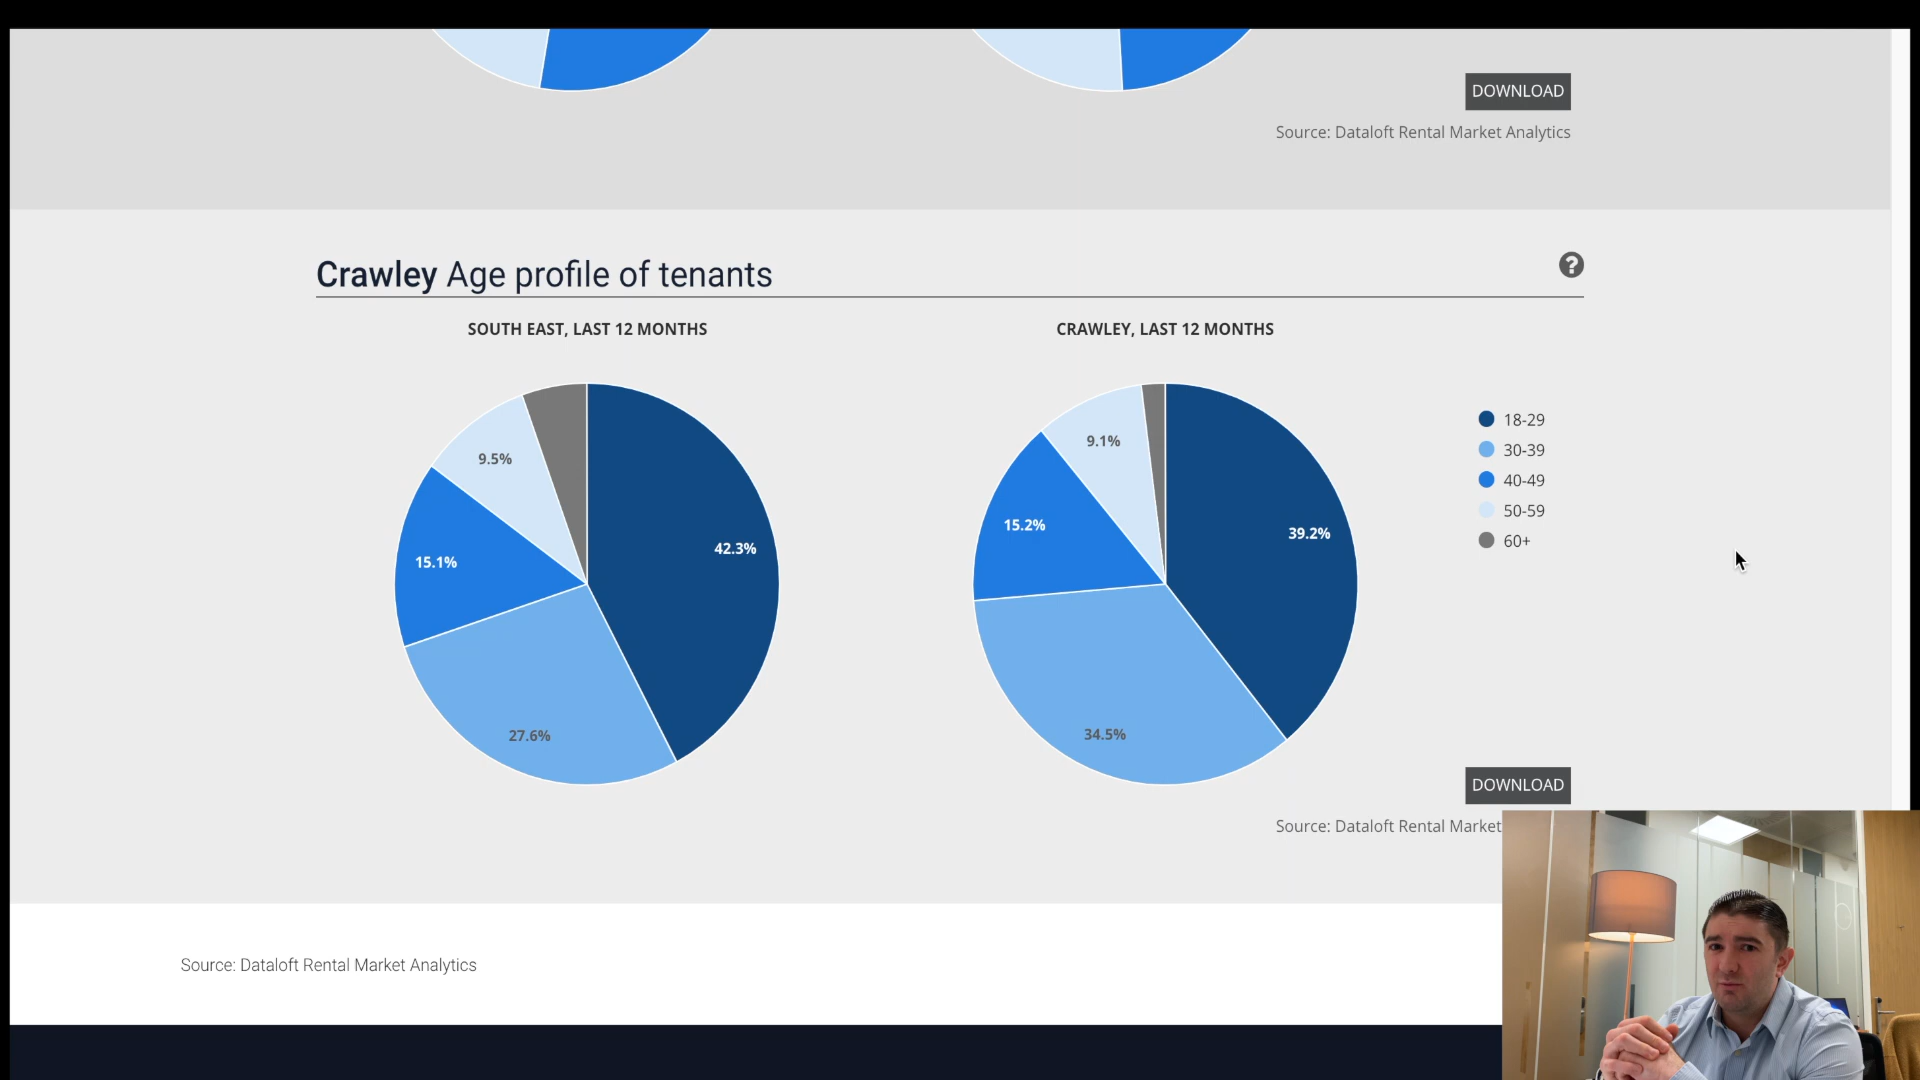 DOWNLOAD
Source: Dataloft Rental Market Analytics
Crawley Age profile of tenants
?
SOUTH EAST, LAST 12 MONTHS
CRAWLEY, LAST 12 MONTHS
42.3%
27.6%
15.1%
9.5%
39.2%
34.5%
15.2%
9.1%
18-29
30-39
40-49
50-59
60+
DOWNLOAD
Source: Dataloft Rental Market
Source: Dataloft Rental Market Analytics